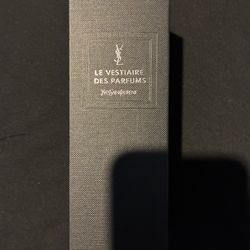 YSL
LE VESTIAIRE
DES PARFUMS
YvesSaintLaurent